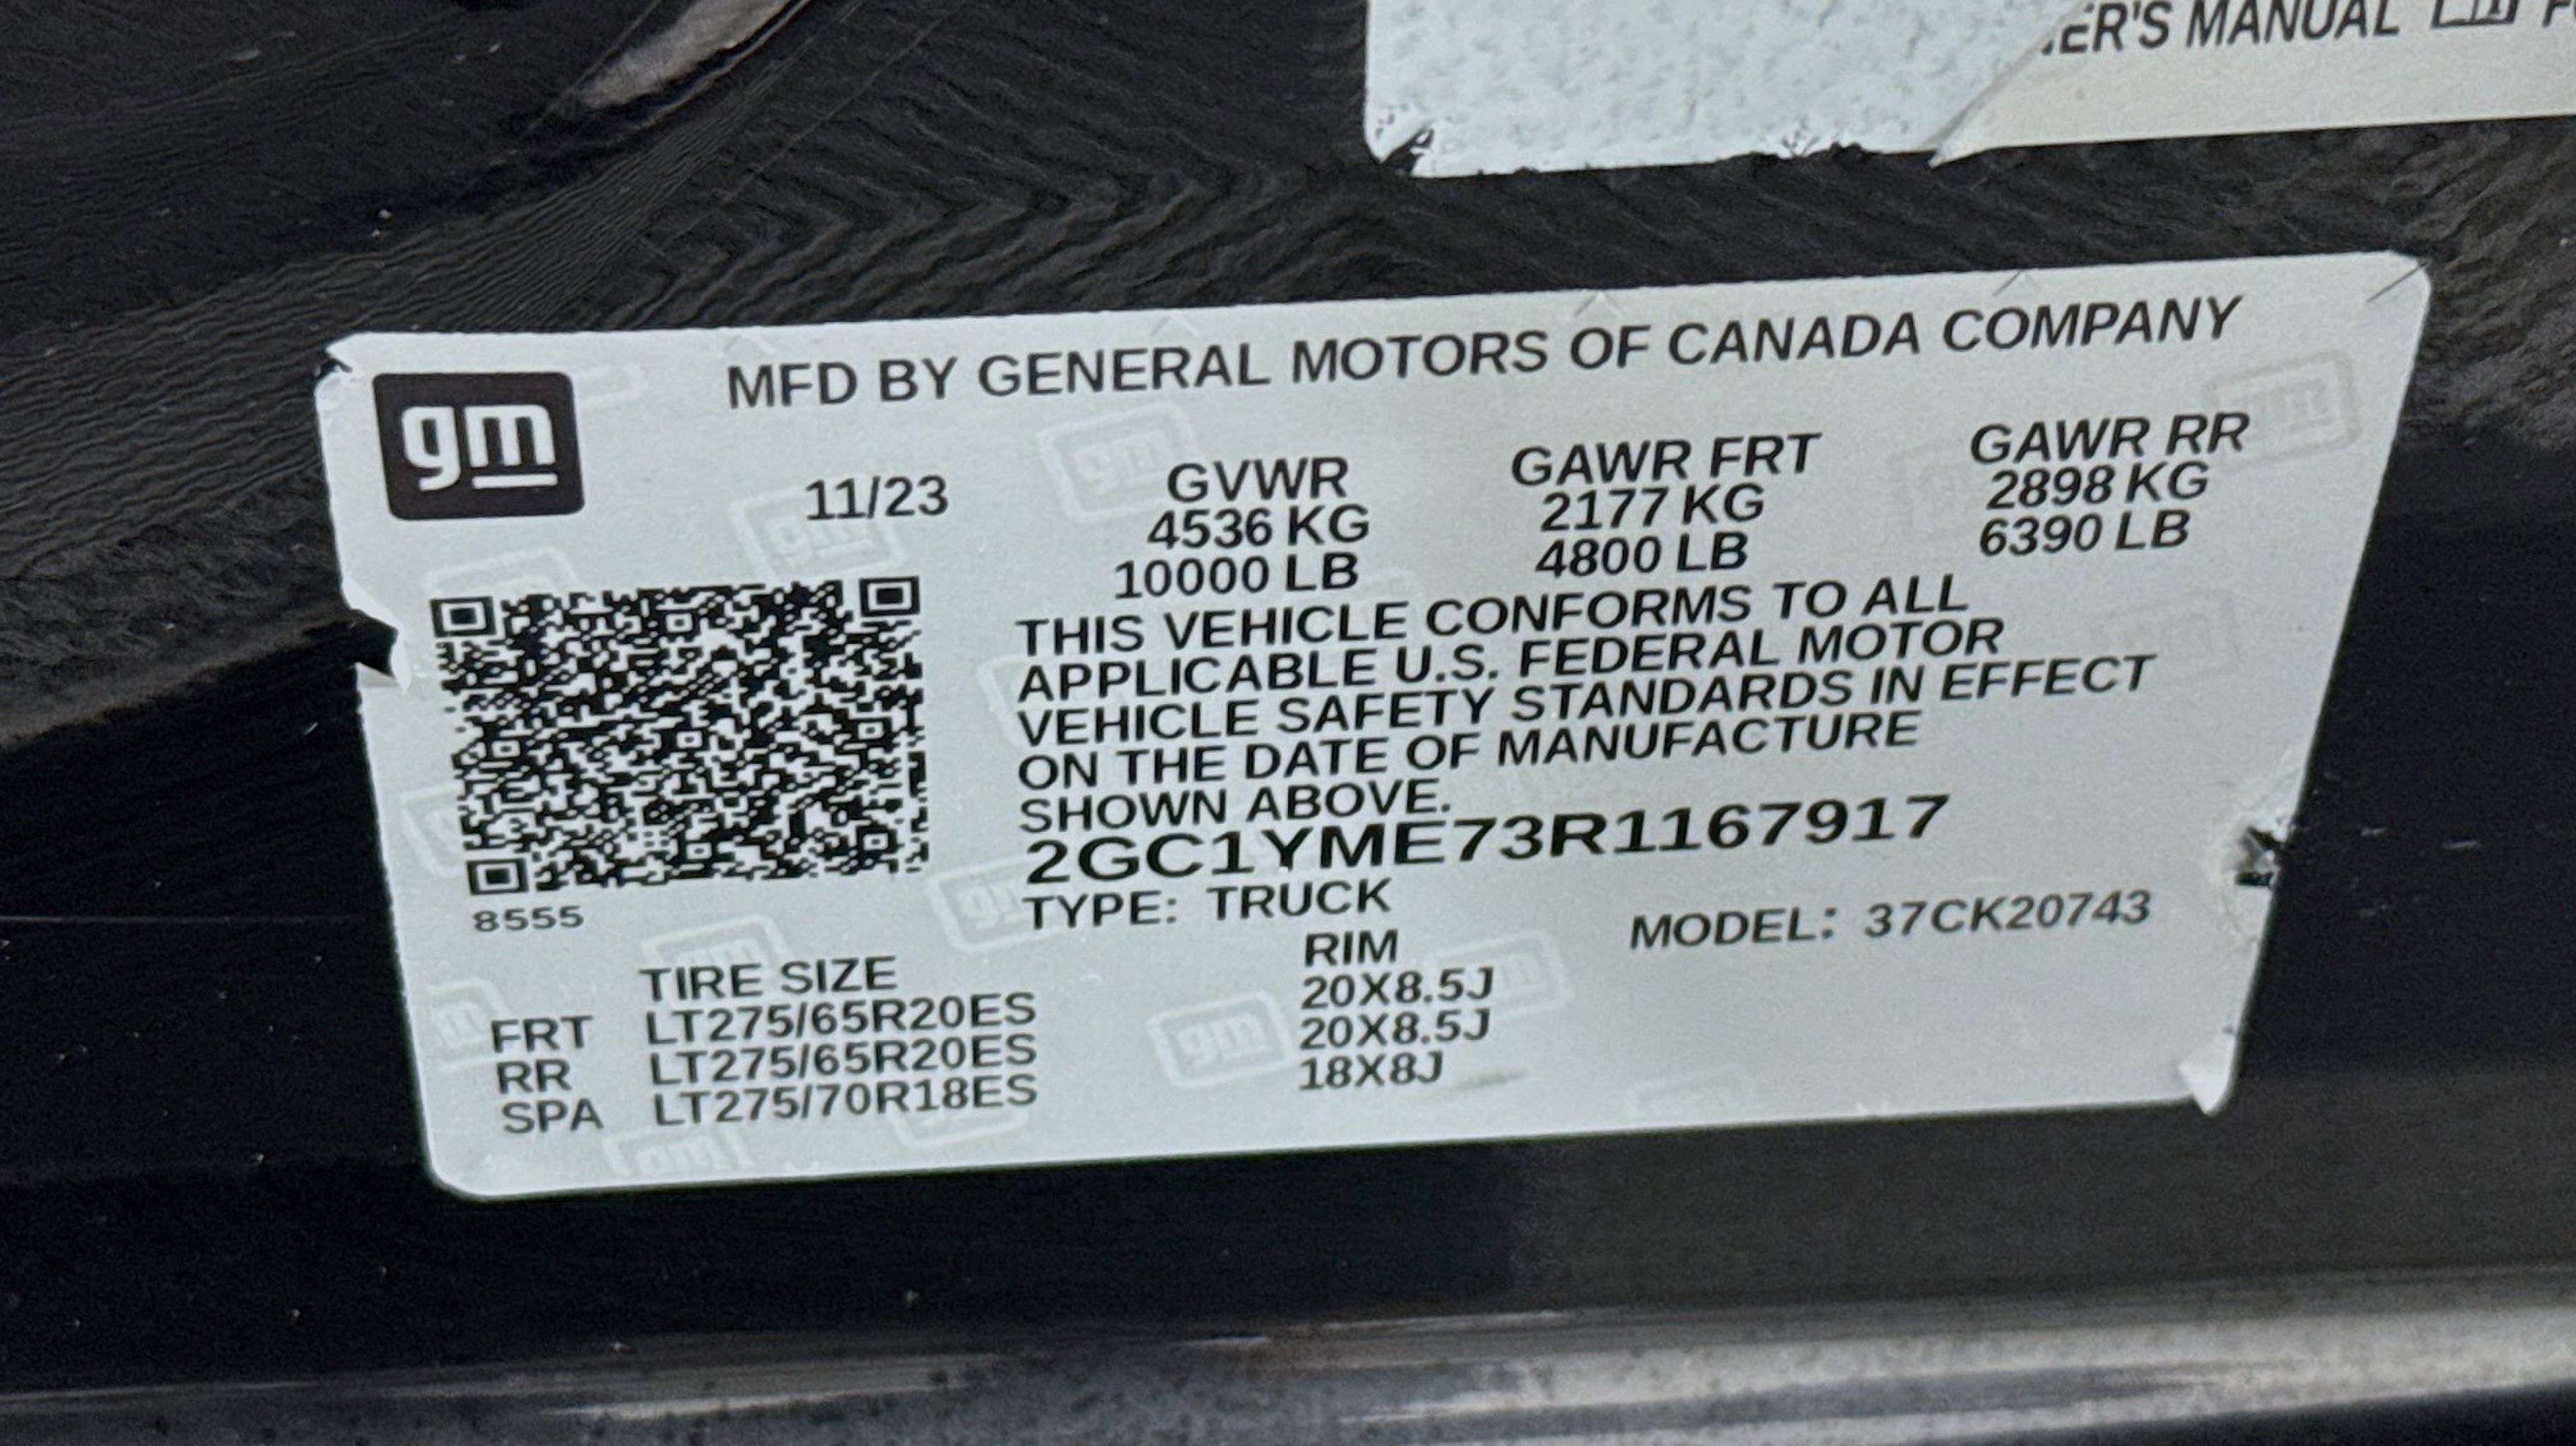 ER'S MANUAL
gm
MFD BY GENERAL MOTORS OF CANADA COMPANY
11/23
GVWR GAWR FRT GAWR RR
4536 KG 2177 KG 2898 KG
10000 LB 4800 LB 6390 LB
THIS VEHICLE CONFORMS TO ALL
APPLICABLE U.S. FEDERAL MOTOR
VEHICLE SAFETY STANDARDS IN EFFECT
ON THE DATE OF MANUFACTURE
SHOWN ABOVE.
2GC1YME73R1167917
TYPE: TRUCK MODEL: 37CK20743
8555
TIRE SIZE RIM
FRT LT275/65R20ES 20X8.5J
RR LT275/65R20ES 20X8.5J
SPA LT275/70R18ES 18X8J